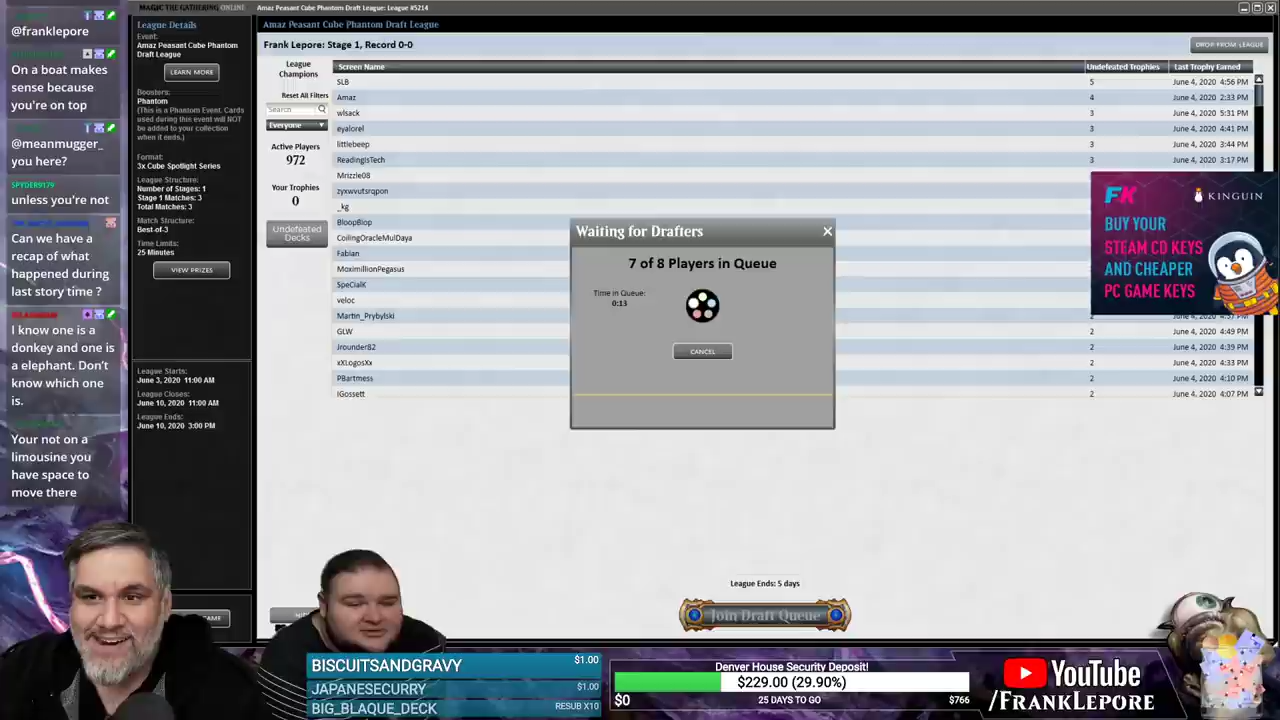 @franklepore
On a boat makes
sense because
you're on top
@meanmugger_
you here?
SPYDER9179
unless you're not
Can we have a
recap of what
happened during
last story time ?
I know one is a
donkey and one is
a elephant. Don't
know which one
is.
Your not on a
limousine you
have space to
move there
MAGIC THE GATHERING ONLINE
Amaz Peasant Cube Phantom Draft League: League #5214
League Details
Event:
Amaz Peasant Cube Phantom
Draft League
LEARN MORE
Boosters:
Phantom
(This is a Phantom Event. Cards
used during this event will NOT
be added to your collection
when it ends.)
Format:
3x Cube Spotlight Series
League Structure:
Number of Stages: 1
Stage 1 Matches: 3
Total Matches: 3
Match Structure:
Best-of-3
Time Limits:
25 Minutes
VIEW PRIZES
League Starts:
June 3, 2020 11:00 AM
League Closes:
June 10, 2020 11:00 AM
League Ends:
June 10, 2020 3:00 PM
Amaz Peasant Cube Phantom Draft League
Frank Lepore: Stage 1, Record 0-0
DROP FROM LEAGUE
League
Champions
Reset All Filters
Search
Everyone
Active Players
972
Your Trophies
0
Undefeated
Decks
Screen Name Undefeated Trophies Last Trophy Earned
SLB 5 June 4, 2020 4:56 PM
Amaz 4 June 4, 2020 2:33 PM
wlsack 3 June 4, 2020 5:31 PM
eyalorel 3 June 4, 2020 4:41 PM
littlebeep 3 June 4, 2020 3:44 PM
ReadingIsTech 3 June 4, 2020 3:17 PM
Mrizzle08
zyxwvutsrqpon
_kg
BloopBlop
CoilingOracleMulDaya
Fabian
MoximillionPegasus
SpeCialK
veloc
Martin_Prybylski
GLW 2 June 4, 2020 4:49 PM
Jrounder82 2 June 4, 2020 4:39 PM
xXLogosXx 2 June 4, 2020 4:33 PM
PBartmess 2 June 4, 2020 4:10 PM
IGossett 2 June 4, 2020 4:07 PM
Waiting for Drafters
7 of 8 Players in Queue
Time in Queue:
0:13
CANCEL
FK KINGUIN
BUY YOUR
STEAM CD KEYS
AND CHEAPER
PC GAME KEYS
League Ends: 5 days
Join Draft Queue
BISCUITSANDGRAVY $1.00
JAPANESECURRY $1.00
BIG_BLAQUE_DECK RESUB X10
Denver House Security Deposit!
$229.00 (29.90%)
$0 25 DAYS TO GO $766
YouTube
/FRANKLEPORE